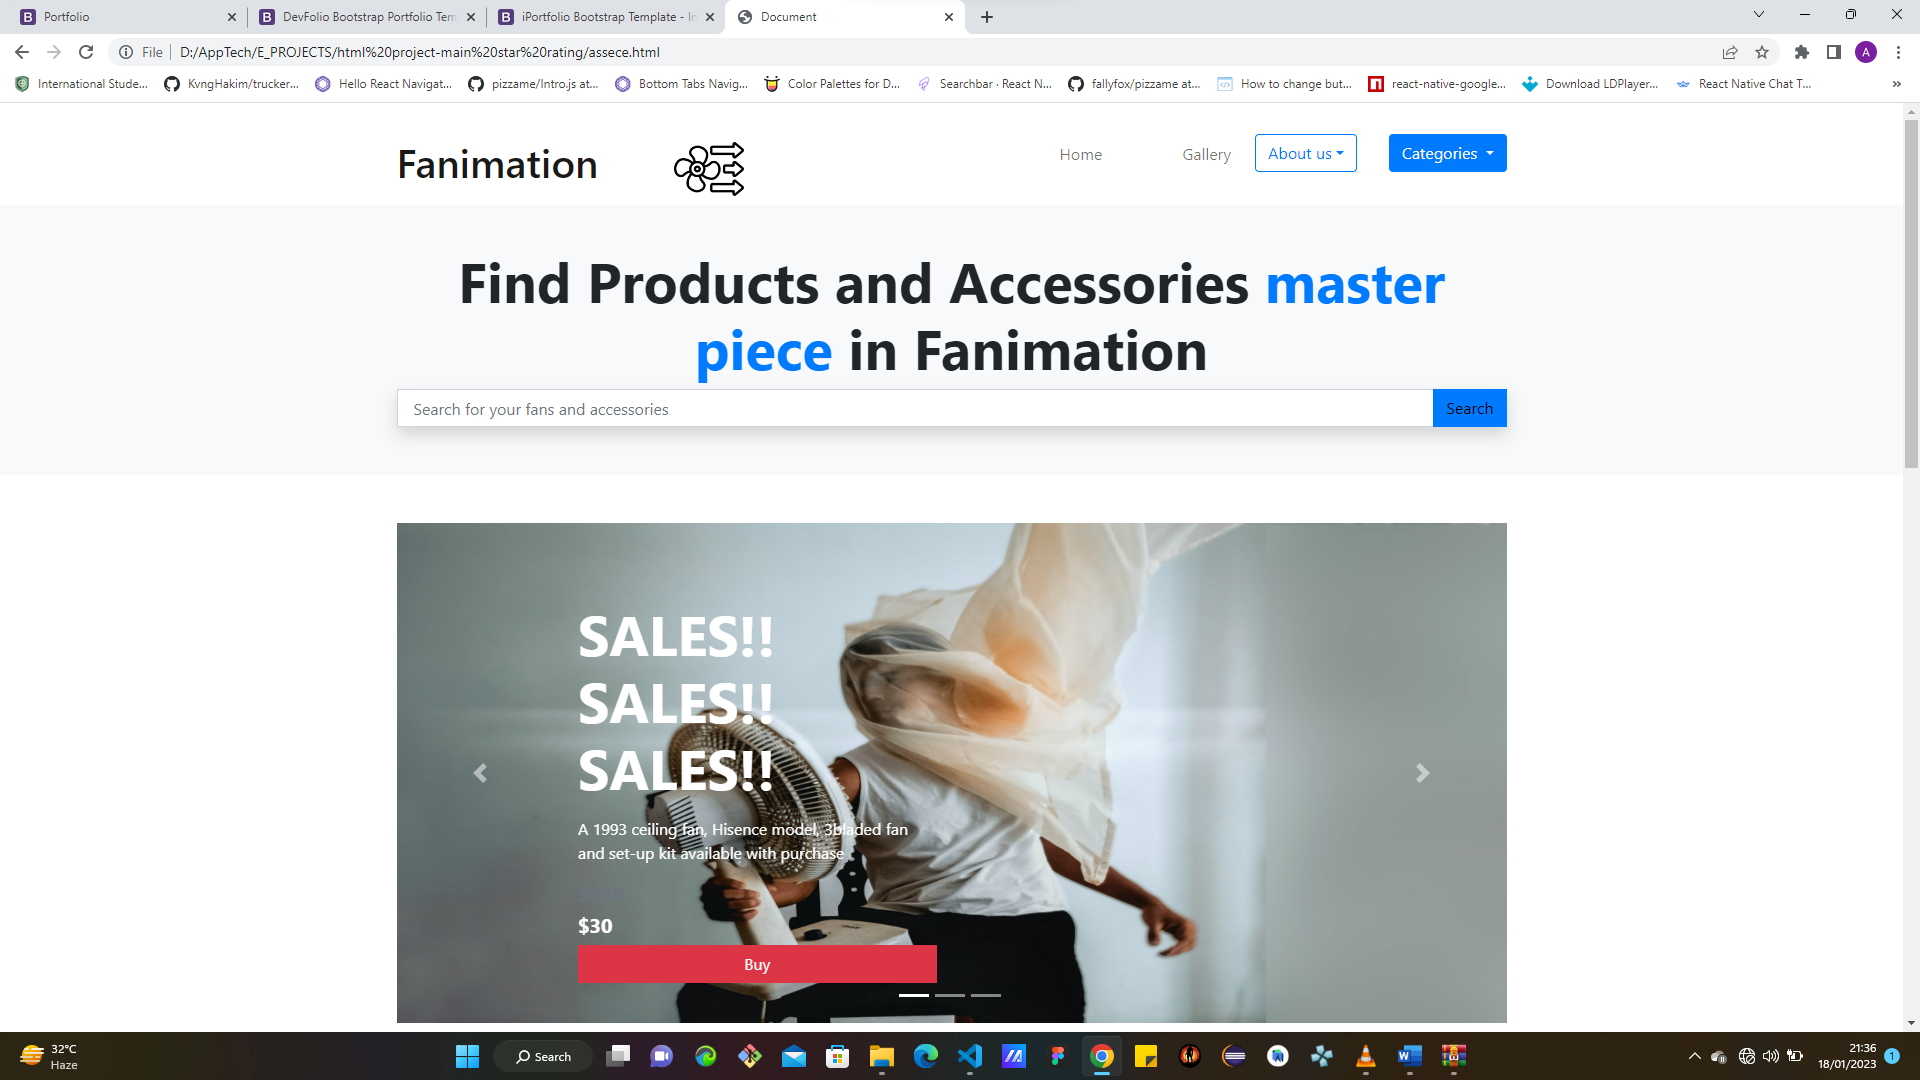 Portfolio
DevFolio Bootstrap Portfolio Tem
iPortfolio Bootstrap Template - In
Document
File
D:/AppTech/E_PROJECTS/html%20project-main%20star%20rating/assece.html
A
International Stude...
KvngHakim/trucker...
Hello React Navigat...
pizzame/Intro.js at...
Bottom Tabs Navig...
Color Palettes for D...
Searchbar · React N...
fallyfox/pizzame at...
How to change but...
react-native-google...
Download LDPlayer...
React Native Chat T...
»
Fanimation
Home
Gallery
About us
Categories
Find Products and Accessories master
piece in Fanimation
Search for your fans and accessories
Search
SALES!!
SALES!!
SALES!!
A 1993 ceiling fan, Hisence model, 3bladed fan
and set-up kit available with purchase
$30
Buy
32°C
Haze
Search
21:36
18/01/2023
1